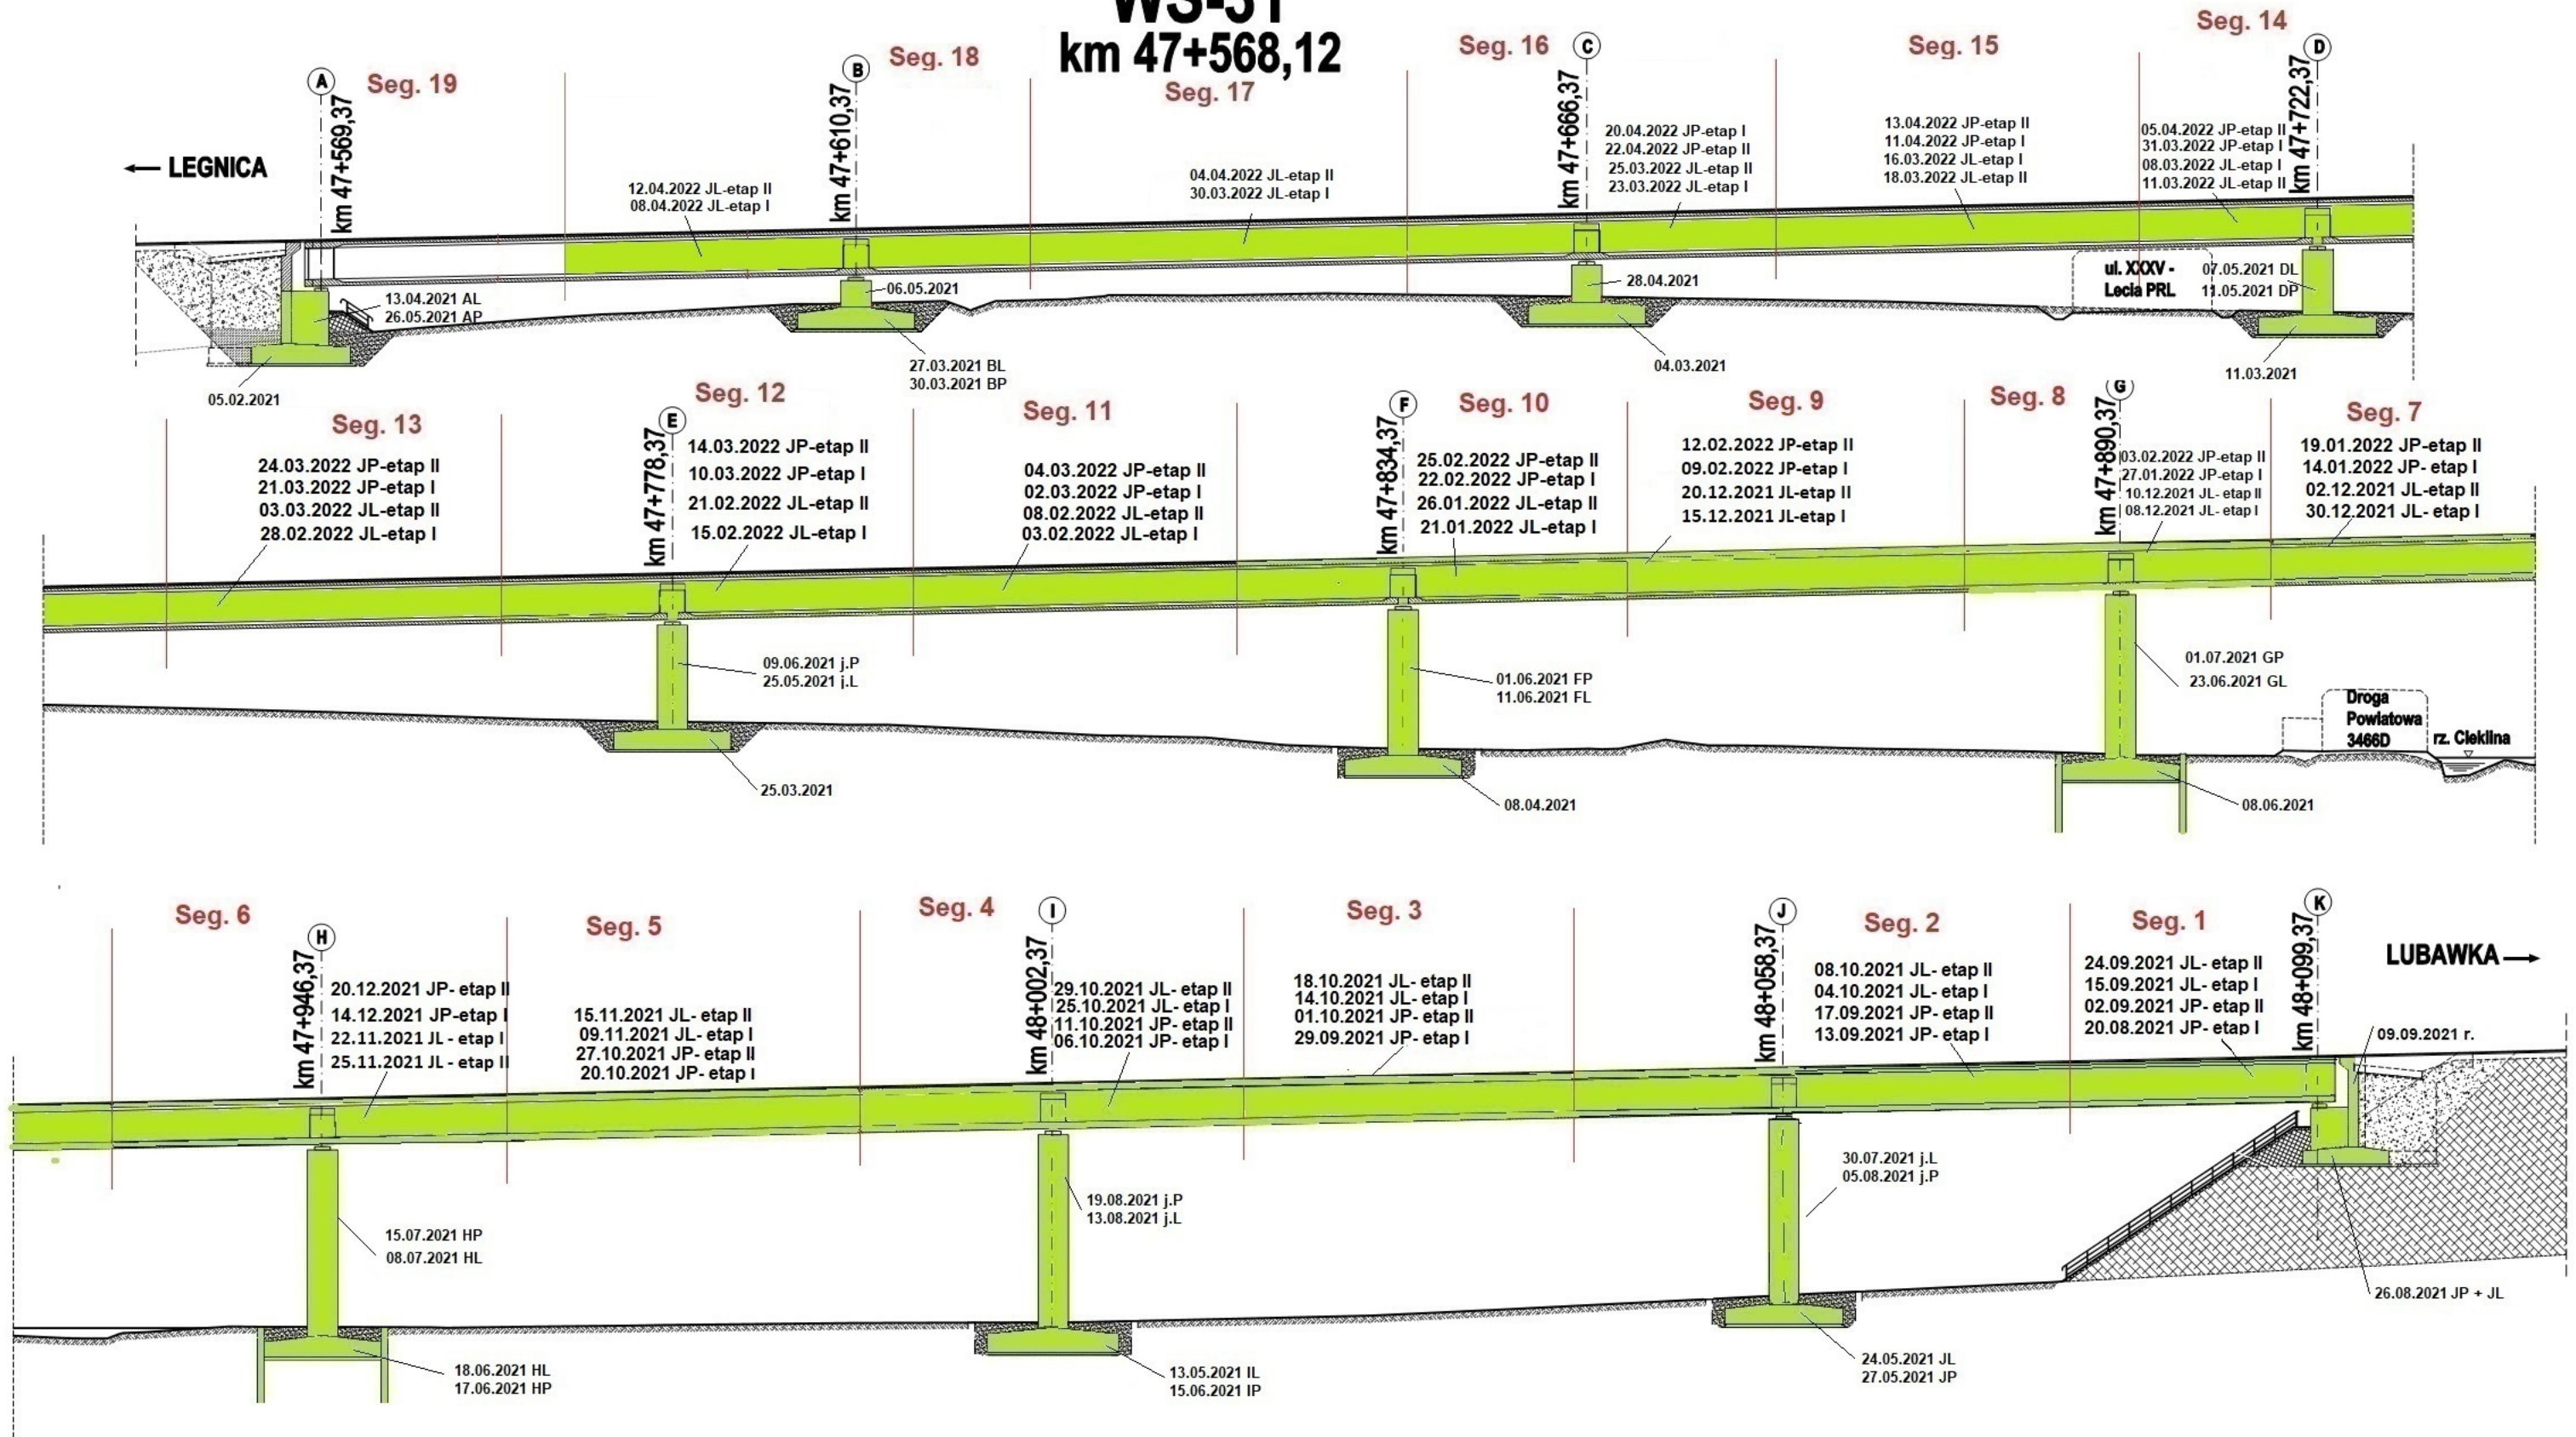 WS-31
km 47+568,12
Seg. 19
Seg. 18
Seg. 17
Seg. 16
Seg. 15
Seg. 14
A
B
C
D
km 47+569,37
km 47+610,37
km 47+666,37
km 47+722,37
← LEGNICA
12.04.2022 JL-etap II
08.04.2022 JL-etap I
04.04.2022 JL-etap II
30.03.2022 JL-etap I
20.04.2022 JP-etap I
22.04.2022 JP-etap II
25.03.2022 JL-etap II
23.03.2022 JL-etap I
13.04.2022 JP-etap II
11.04.2022 JP-etap I
16.03.2022 JL-etap I
18.03.2022 JL-etap II
05.04.2022 JP-etap II
31.03.2022 JP-etap I
08.03.2022 JL-etap I
11.03.2022 JL-etap II
13.04.2021 AL
26.05.2021 AP
06.05.2021
28.04.2021
ul. XXXV -
Lecia PRL
07.05.2021 DL
11.05.2021 DP
05.02.2021
27.03.2021 BL
30.03.2021 BP
04.03.2021
11.03.2021
Seg. 13
Seg. 12
Seg. 11
Seg. 10
Seg. 9
Seg. 8
Seg. 7
E
F
G
km 47+778,37
km 47+834,37
km 47+890,37
24.03.2022 JP-etap II
21.03.2022 JP-etap I
03.03.2022 JL-etap II
28.02.2022 JL-etap I
14.03.2022 JP-etap II
10.03.2022 JP-etap I
21.02.2022 JL-etap II
15.02.2022 JL-etap I
04.03.2022 JP-etap II
02.03.2022 JP-etap I
08.02.2022 JL-etap II
03.02.2022 JL-etap I
25.02.2022 JP-etap II
22.02.2022 JP-etap I
26.01.2022 JL-etap II
21.01.2022 JL-etap I
12.02.2022 JP-etap II
09.02.2022 JP-etap I
20.12.2021 JL-etap II
15.12.2021 JL-etap I
03.02.2022 JP-etap II
27.01.2022 JP-etap I
10.12.2021 JL- etap II
08.12.2021 JL- etap I
19.01.2022 JP-etap II
14.01.2022 JP- etap I
02.12.2021 JL-etap II
30.12.2021 JL- etap I
09.06.2021 j.P
25.05.2021 j.L
01.06.2021 FP
11.06.2021 FL
01.07.2021 GP
23.06.2021 GL
Droga
Powiatowa
3466D
rz. Cieklina
25.03.2021
08.04.2021
08.06.2021
Seg. 6
Seg. 5
Seg. 4
Seg. 3
Seg. 2
Seg. 1
H
I
J
K
km 47+946,37
km 48+002,37
km 48+058,37
km 48+099,37
LUBAWKA →
20.12.2021 JP- etap II
14.12.2021 JP-etap I
22.11.2021 JL - etap I
25.11.2021 JL - etap II
15.11.2021 JL- etap II
09.11.2021 JL- etap I
27.10.2021 JP- etap II
20.10.2021 JP- etap I
29.10.2021 JL- etap II
25.10.2021 JL- etap I
11.10.2021 JP- etap II
06.10.2021 JP- etap I
18.10.2021 JL- etap II
14.10.2021 JL- etap I
01.10.2021 JP- etap II
29.09.2021 JP- etap I
08.10.2021 JL- etap II
04.10.2021 JL- etap I
17.09.2021 JP- etap II
13.09.2021 JP- etap I
24.09.2021 JL- etap II
15.09.2021 JL- etap I
02.09.2021 JP- etap II
20.08.2021 JP- etap I
09.09.2021 r.
15.07.2021 HP
08.07.2021 HL
19.08.2021 j.P
13.08.2021 j.L
30.07.2021 j.L
05.08.2021 j.P
26.08.2021 JP + JL
18.06.2021 HL
17.06.2021 HP
13.05.2021 IL
15.06.2021 IP
24.05.2021 JL
27.05.2021 JP